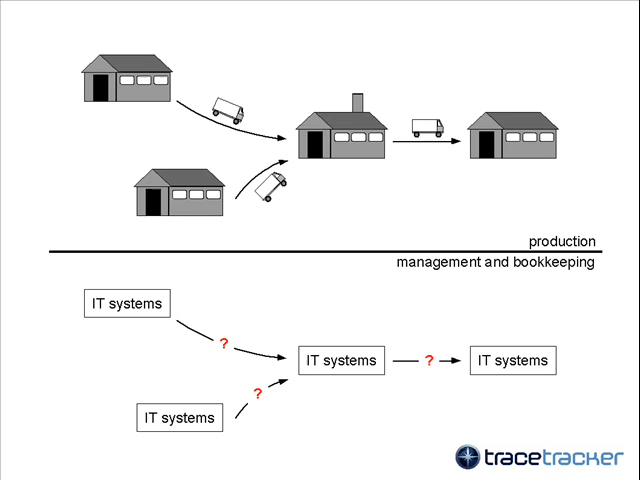 production
management and bookkeeping
IT systems
?
IT systems
?
IT systems
?
IT systems
tracetracker